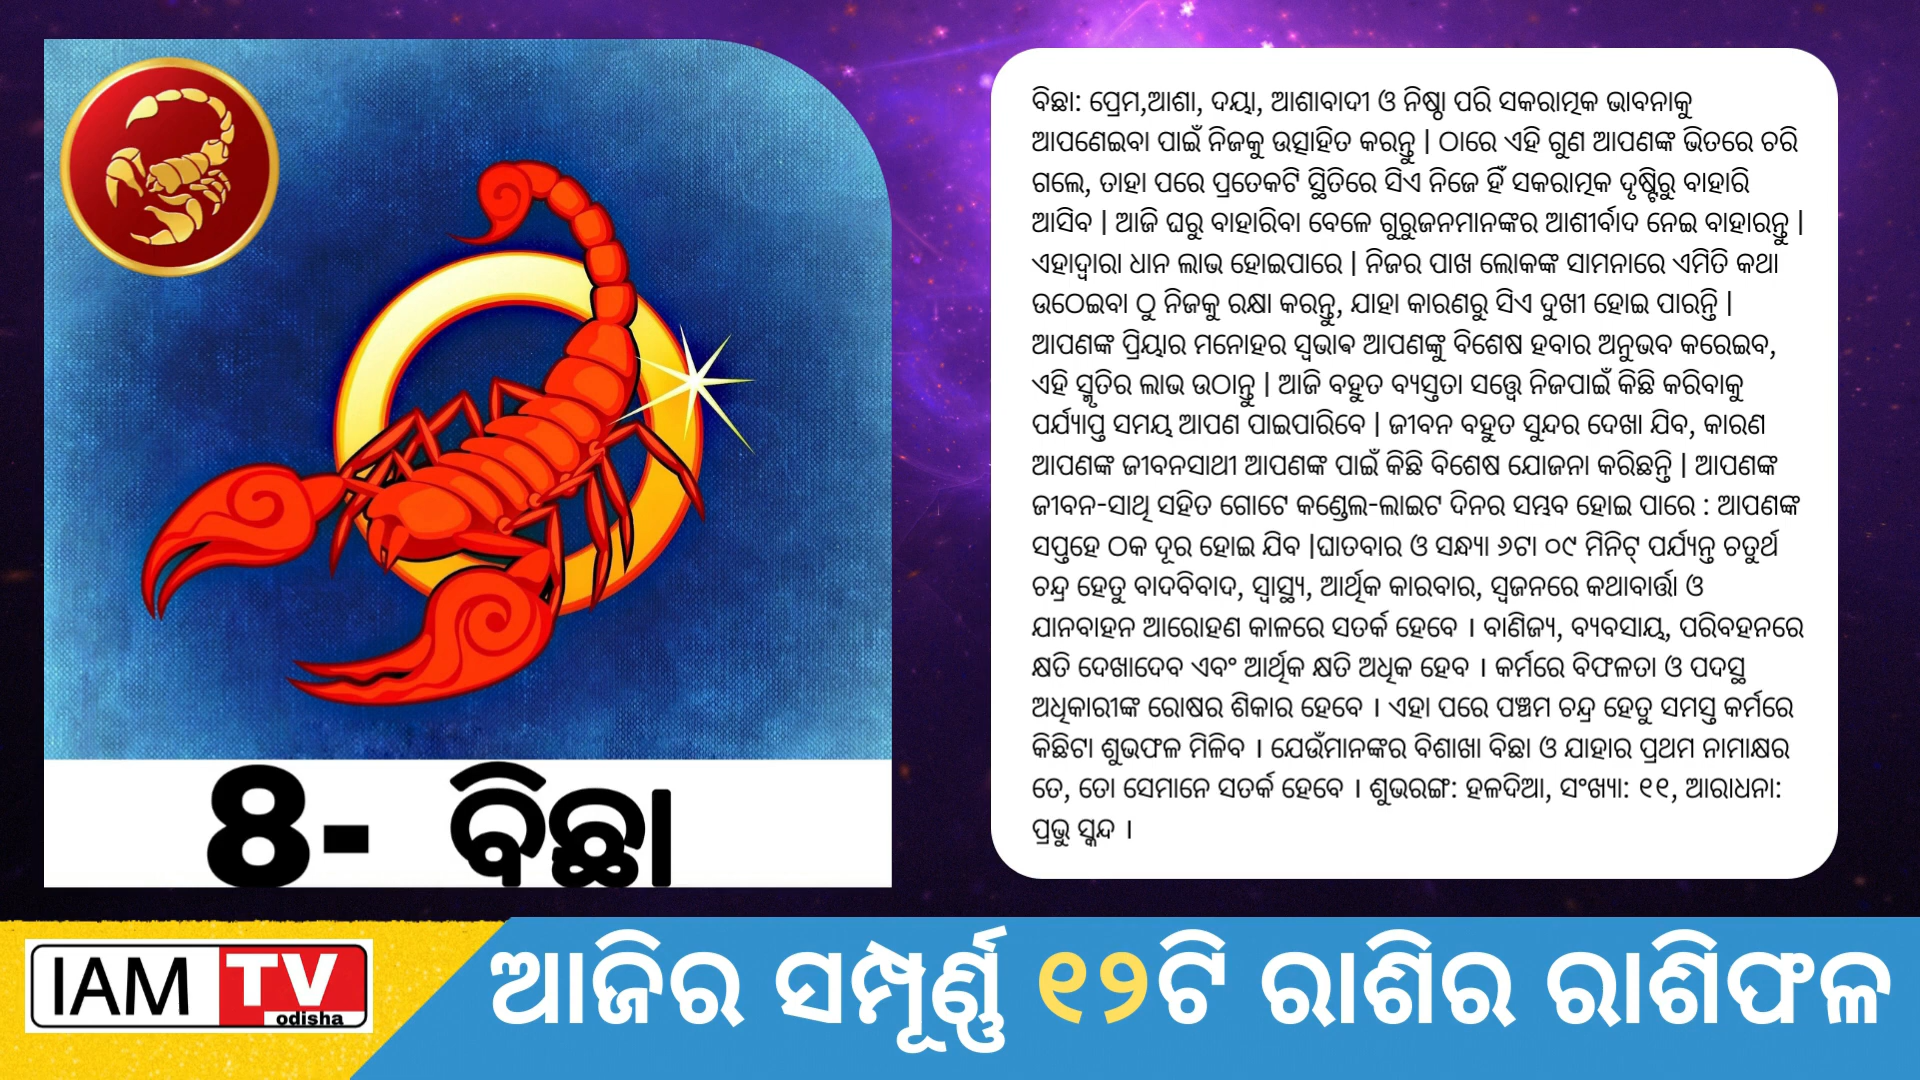 8- ବିଛା
ବିଛା: ପ୍ରେମ,ଆଶା, ଦୟା, ଆଶାବାଦୀ ଓ ନିଷ୍ଠା ପରି ସକରାତ୍ମକ ଭାବନାକୁ
ଆପଣେଇବା ପାଇଁ ନିଜକୁ ଉତ୍ସାହିତ କରନ୍ତୁ | ଠାରେ ଏହି ଗୁଣ ଆପଣଙ୍କ ଭିତରେ ଚରି
ଗଲେ, ତାହା ପରେ ପ୍ରତେକଟି ସ୍ଥିତିରେ ସିଏ ନିଜେ ହିଁ ସକରାତ୍ମକ ଦୃଷ୍ଟିରୁ ବାହାରି
ଆସିବ | ଆଜି ଘରୁ ବାହାରିବା ବେଳେ ଗୁରୁଜନମାନଙ୍କର ଆଶୀର୍ବାଦ ନେଇ ବାହାରନ୍ତୁ |
ଏହାଦ୍ୱାରା ଧାନ ଲାଭ ହୋଇପାରେ | ନିଜର ପାଖ ଲୋକଙ୍କ ସାମନାରେ ଏମିତି କଥା
ଉଠେଇବା ଠୁ ନିଜକୁ ରକ୍ଷା କରନ୍ତୁ, ଯାହା କାରଣରୁ ସିଏ ଦୁଖୀ ହୋଇ ପାରନ୍ତି |
ଆପଣଙ୍କ ପ୍ରିୟାର ମନୋହର ସ୍ୱଭାଵ ଆପଣଙ୍କୁ ବିଶେଷ ହବାର ଅନୁଭବ କରେଇବ,
ଏହି ସ୍ମୃତିର ଲାଭ ଉଠାନ୍ତୁ | ଆଜି ବହୁତ ବ୍ୟସ୍ତତା ସତ୍ତ୍ୱେ ନିଜପାଇଁ କିଛି କରିବାକୁ
ପର୍ଯ୍ୟାପ୍ତ ସମୟ ଆପଣ ପାଇପାରିବେ | ଜୀବନ ବହୁତ ସୁନ୍ଦର ଦେଖା ଯିବ, କାରଣ
ଆପଣଙ୍କ ଜୀବନସାଥୀ ଆପଣଙ୍କ ପାଇଁ କିଛି ବିଶେଷ ଯୋଜନା କରିଛନ୍ତି | ଆପଣଙ୍କ
ଜୀବନ-ସାଥି ସହିତ ଗୋଟେ କଣ୍ଡେଲ-ଲାଇଟ ଦିନର ସମ୍ଭବ ହୋଇ ପାରେ : ଆପଣଙ୍କ
ସପ୍ତହେ ଠକ ଦୂର ହୋଇ ଯିବ |ଘାତବାର ଓ ସନ୍ଧ୍ୟା ୬ଟା ୦୯ ମିନିଟ୍ ପର୍ଯ୍ୟନ୍ତ ଚତୁର୍ଥ
ଚନ୍ଦ୍ର ହେତୁ ବାଦବିବାଦ, ସ୍ୱାସ୍ଥ୍ୟ, ଆର୍ଥିକ କାରବାର, ସ୍ୱଜନରେ କଥାବାର୍ତ୍ତା ଓ
ଯାନବାହନ ଆରୋହଣ କାଳରେ ସତର୍କ ହେବେ । ବାଣିଜ୍ୟ, ବ୍ୟବସାୟ, ପରିବହନରେ
କ୍ଷତି ଦେଖାଦେବ ଏବଂ ଆର୍ଥିକ କ୍ଷତି ଅଧିକ ହେବ । କର୍ମରେ ବିଫଳତା ଓ ପଦସ୍ଥ
ଅଧିକାରୀଙ୍କ ରୋଷର ଶିକାର ହେବେ । ଏହା ପରେ ପଞ୍ଚମ ଚନ୍ଦ୍ର ହେତୁ ସମସ୍ତ କର୍ମରେ
କିଛିଟା ଶୁଭଫଳ ମିଳିବ । ଯେଉଁମାନଙ୍କର ବିଶାଖା ବିଛା ଓ ଯାହାର ପ୍ରଥମ ନାମାକ୍ଷର
ତେ, ତୋ ସେମାନେ ସତର୍କ ହେବେ । ଶୁଭରଙ୍ଗ: ହଳଦିଆ, ସଂଖ୍ୟା: ୧୧, ଆରାଧନା:
ପ୍ରଭୁ ସ୍କନ୍ଦ ।
IAM TV
odisha
ଆଜିର ସମ୍ପୂର୍ଣ୍ଣ ୧୨ଟି ରାଶିର ରାଶିଫଳ